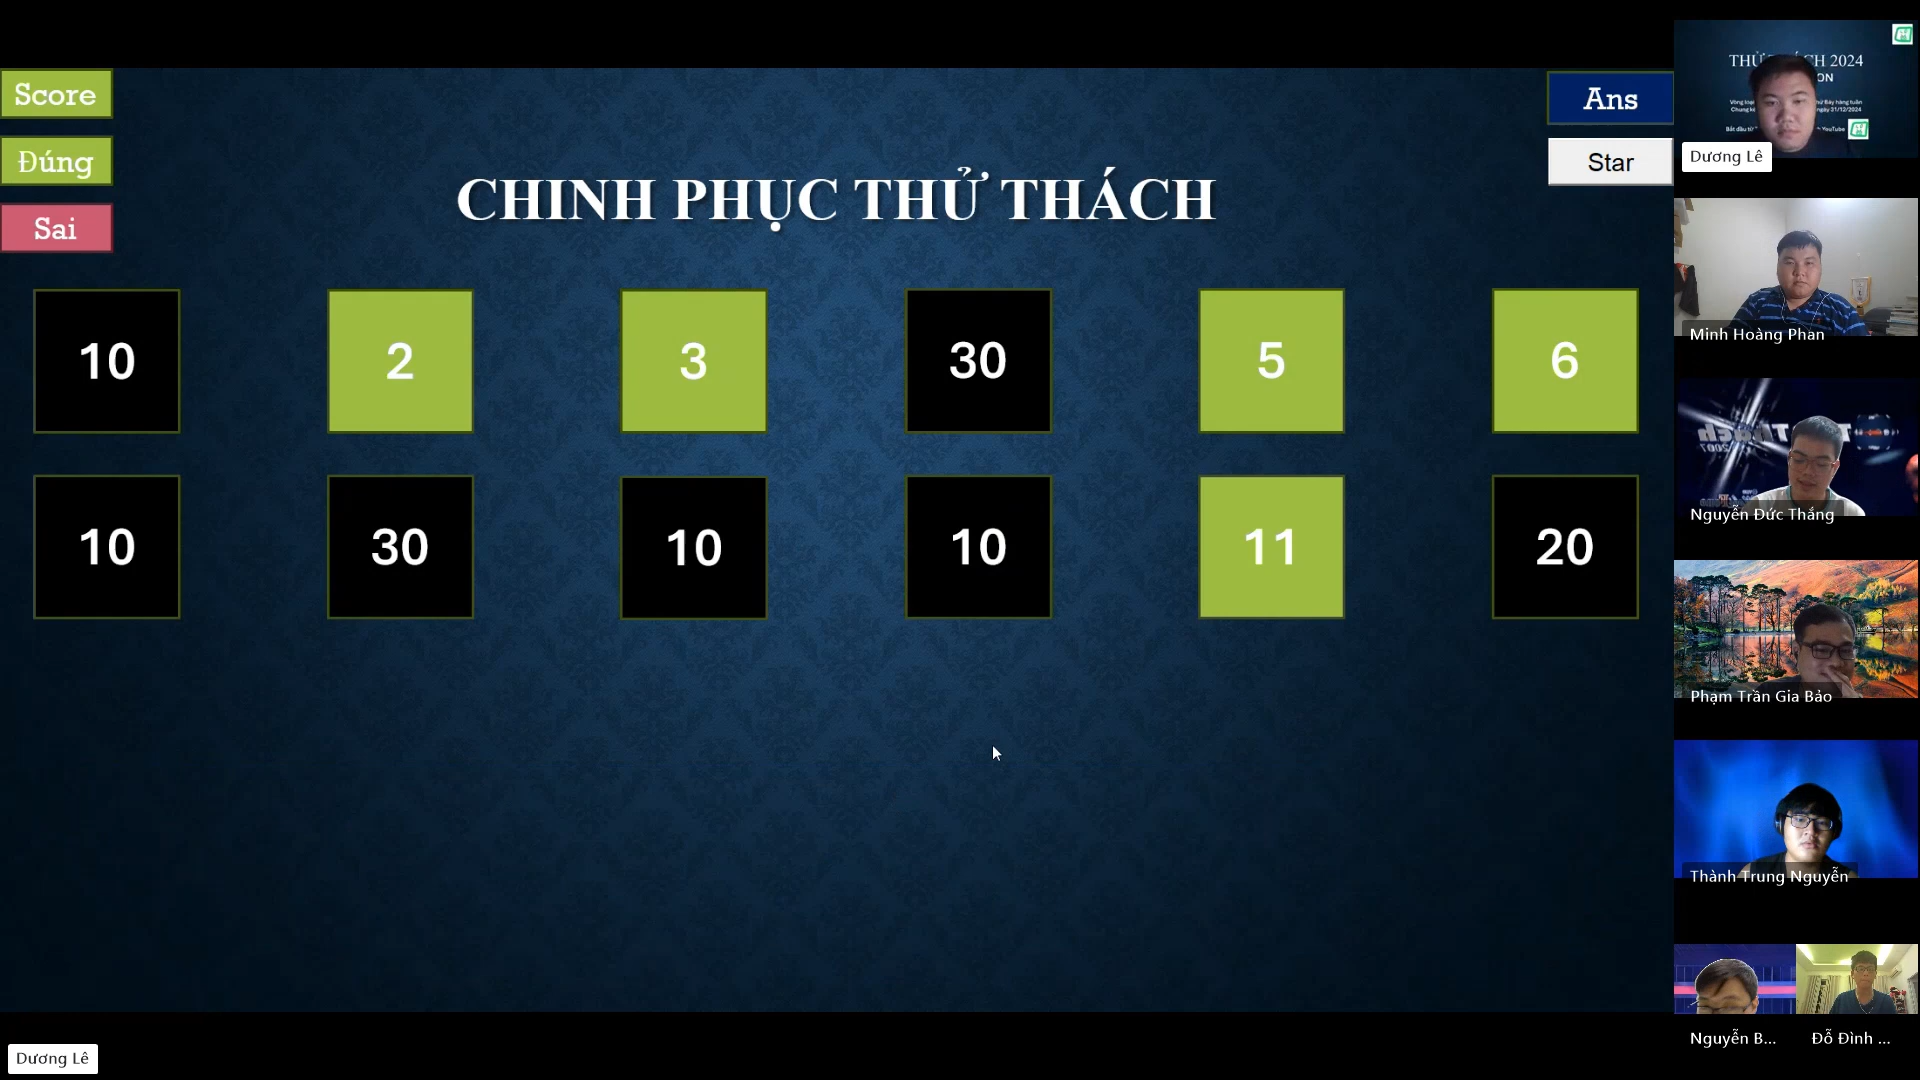 Score
Đúng
Sai
CHINH PHỤC THỬ THÁCH
Ans
Star
10
2
3
30
5
6
10
30
10
10
11
20
Dương Lê
2024
Dương Lê
Minh Hoàng Phan
2007
Nguyễn Đức Thắng
Phạm Trần Gia Bảo
Thành Trung Nguyễn
Nguyễn B...
Đỗ Đình ...